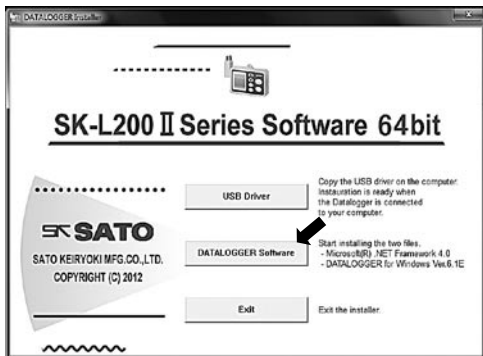 DATALOGGER Installer
SK-L200 Ⅱ Series Software 64bit
USB Driver
Copy the USB driver on the computer.
Instauration is ready when
the Datalogger is connected
to your computer.
SK SATO
SATO KEIRYOKI MFG.CO.,LTD.
COPYRIGHT (C) 2012
DATALOGGER Software
Start installing the two files.
- Microsoft(R) .NET Framework 4.0
- DATALOGGER for Windows Ver.6.1E
Exit
Exit the installer.